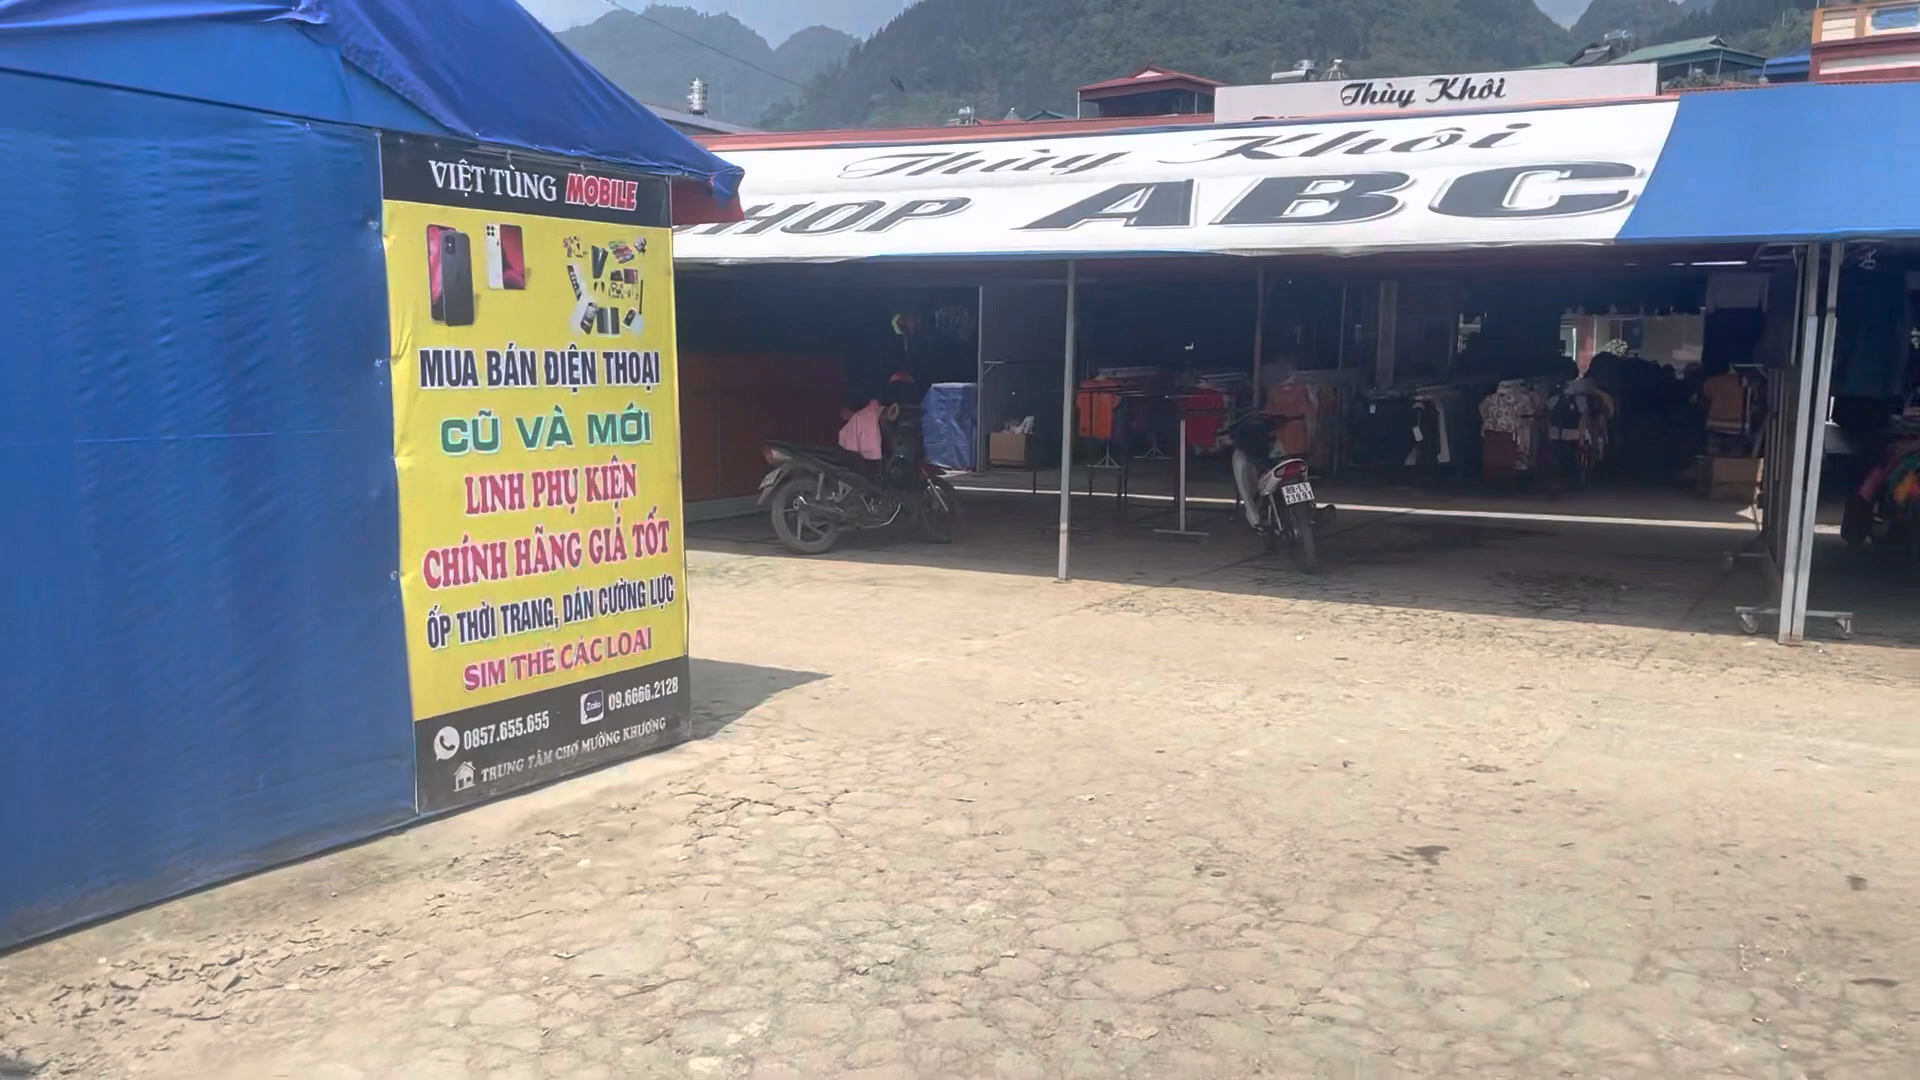 VIỆT TÙNG MOBILE
MUA BÁN ĐIỆN THOẠI
CŨ VÀ MỚI
LINH PHỤ KIỆN
CHÍNH HÃNG GIÁ TỐT
ỐP THỜI TRANG, DÁN CƯỜNG LỰC
SIM THẺ CÁC LOẠI
0857.655.655
Zalo 09.6666.2128
TRUNG TÂM CHỢ MƯỜNG KHƯƠNG
Thùy Khôi
Thùy Khôi
HOP ABC